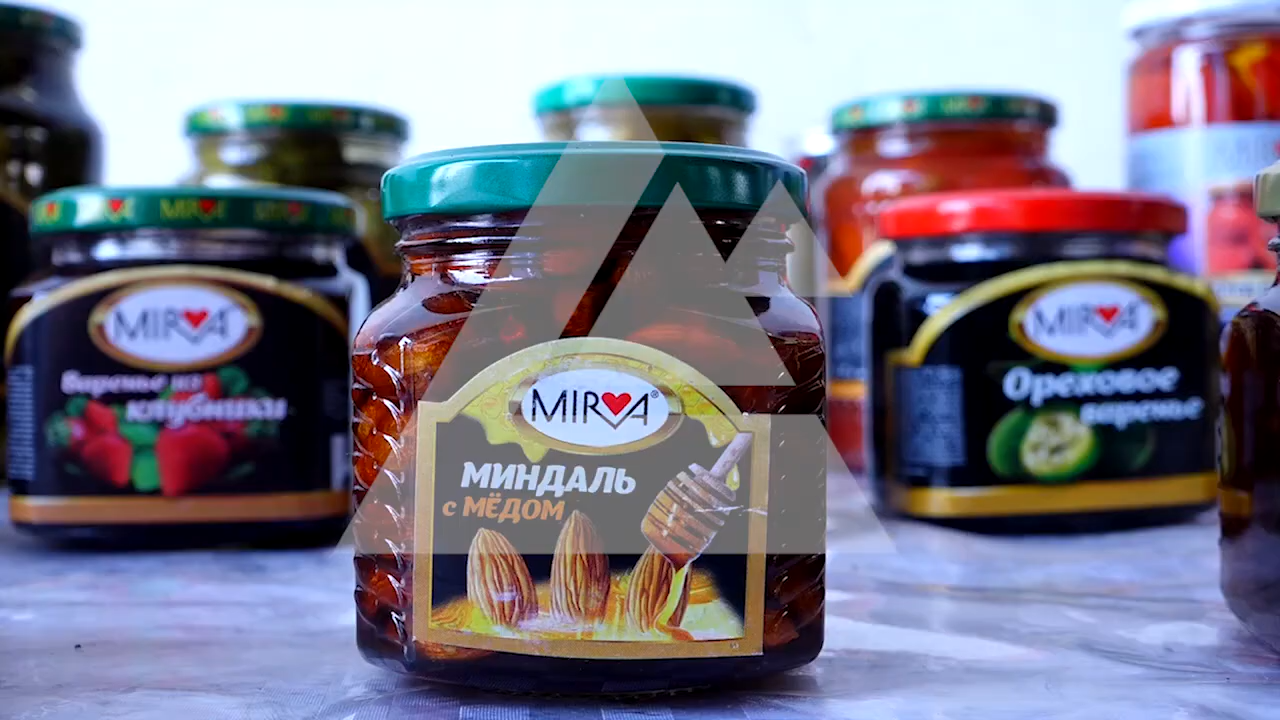 MIRVA
Варенье из
клубники
MIRVA®
МИНДАЛЬ
с МЁДОМ
MIRVA
Ореховое
варенье